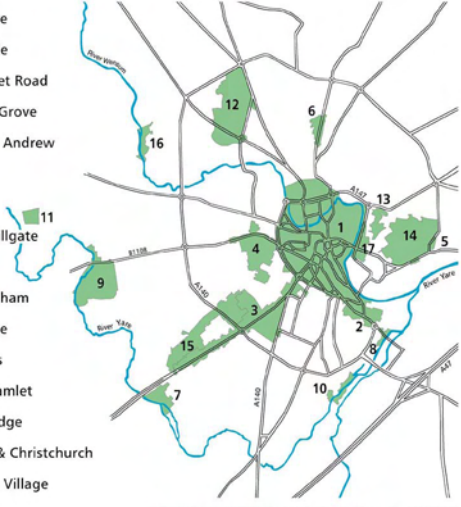 e
e
et Road
Grove
Andrew
llgate
ham
e
s
amlet
dge
& Christchurch
Village
River Wensum
12
6
16
A147
13
11
1
14
17
5
4
B1108
9
River Yare
A140
3
2
River Yare
8
15
A47
10
7
A140